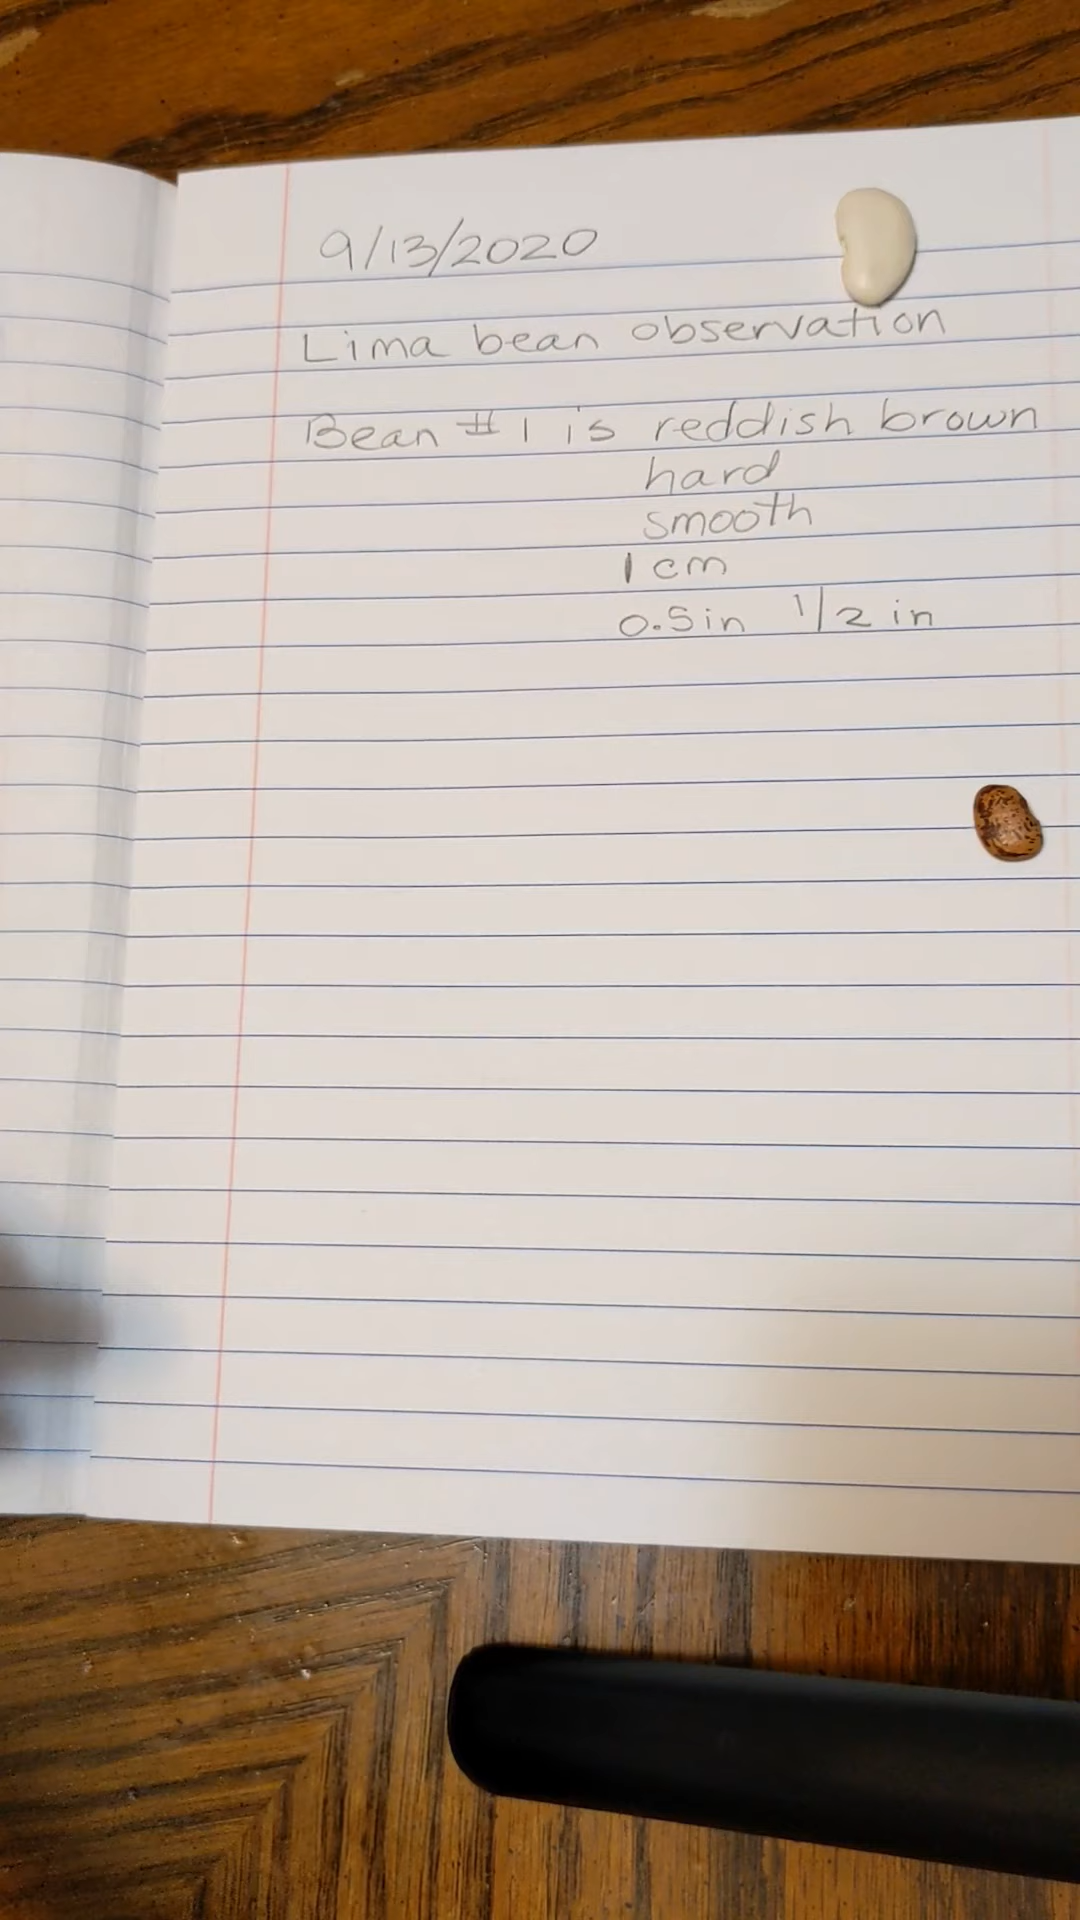 9/13/2020
Lima bean observation
Bean #1 is reddish brown
hard
smooth
1 cm
0.5in 1/2 in